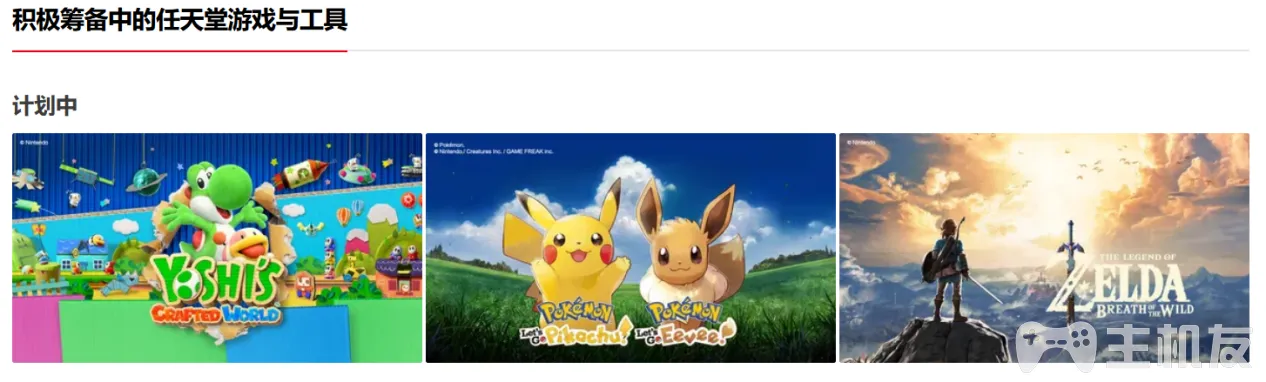 积极筹备中的任天堂游戏与工具
计划中
© Nintendo
YOSHI'S
CRAFTED WORLD
© Pokémon.
© Nintendo / Creatures Inc. / GAME FREAK inc.
POKÉMON
Let's Go Pikachu!
POKÉMON
Let's Go Eevee!
© Nintendo
THE LEGEND OF
ZELDA
BREATH OF THE WILD
主机友